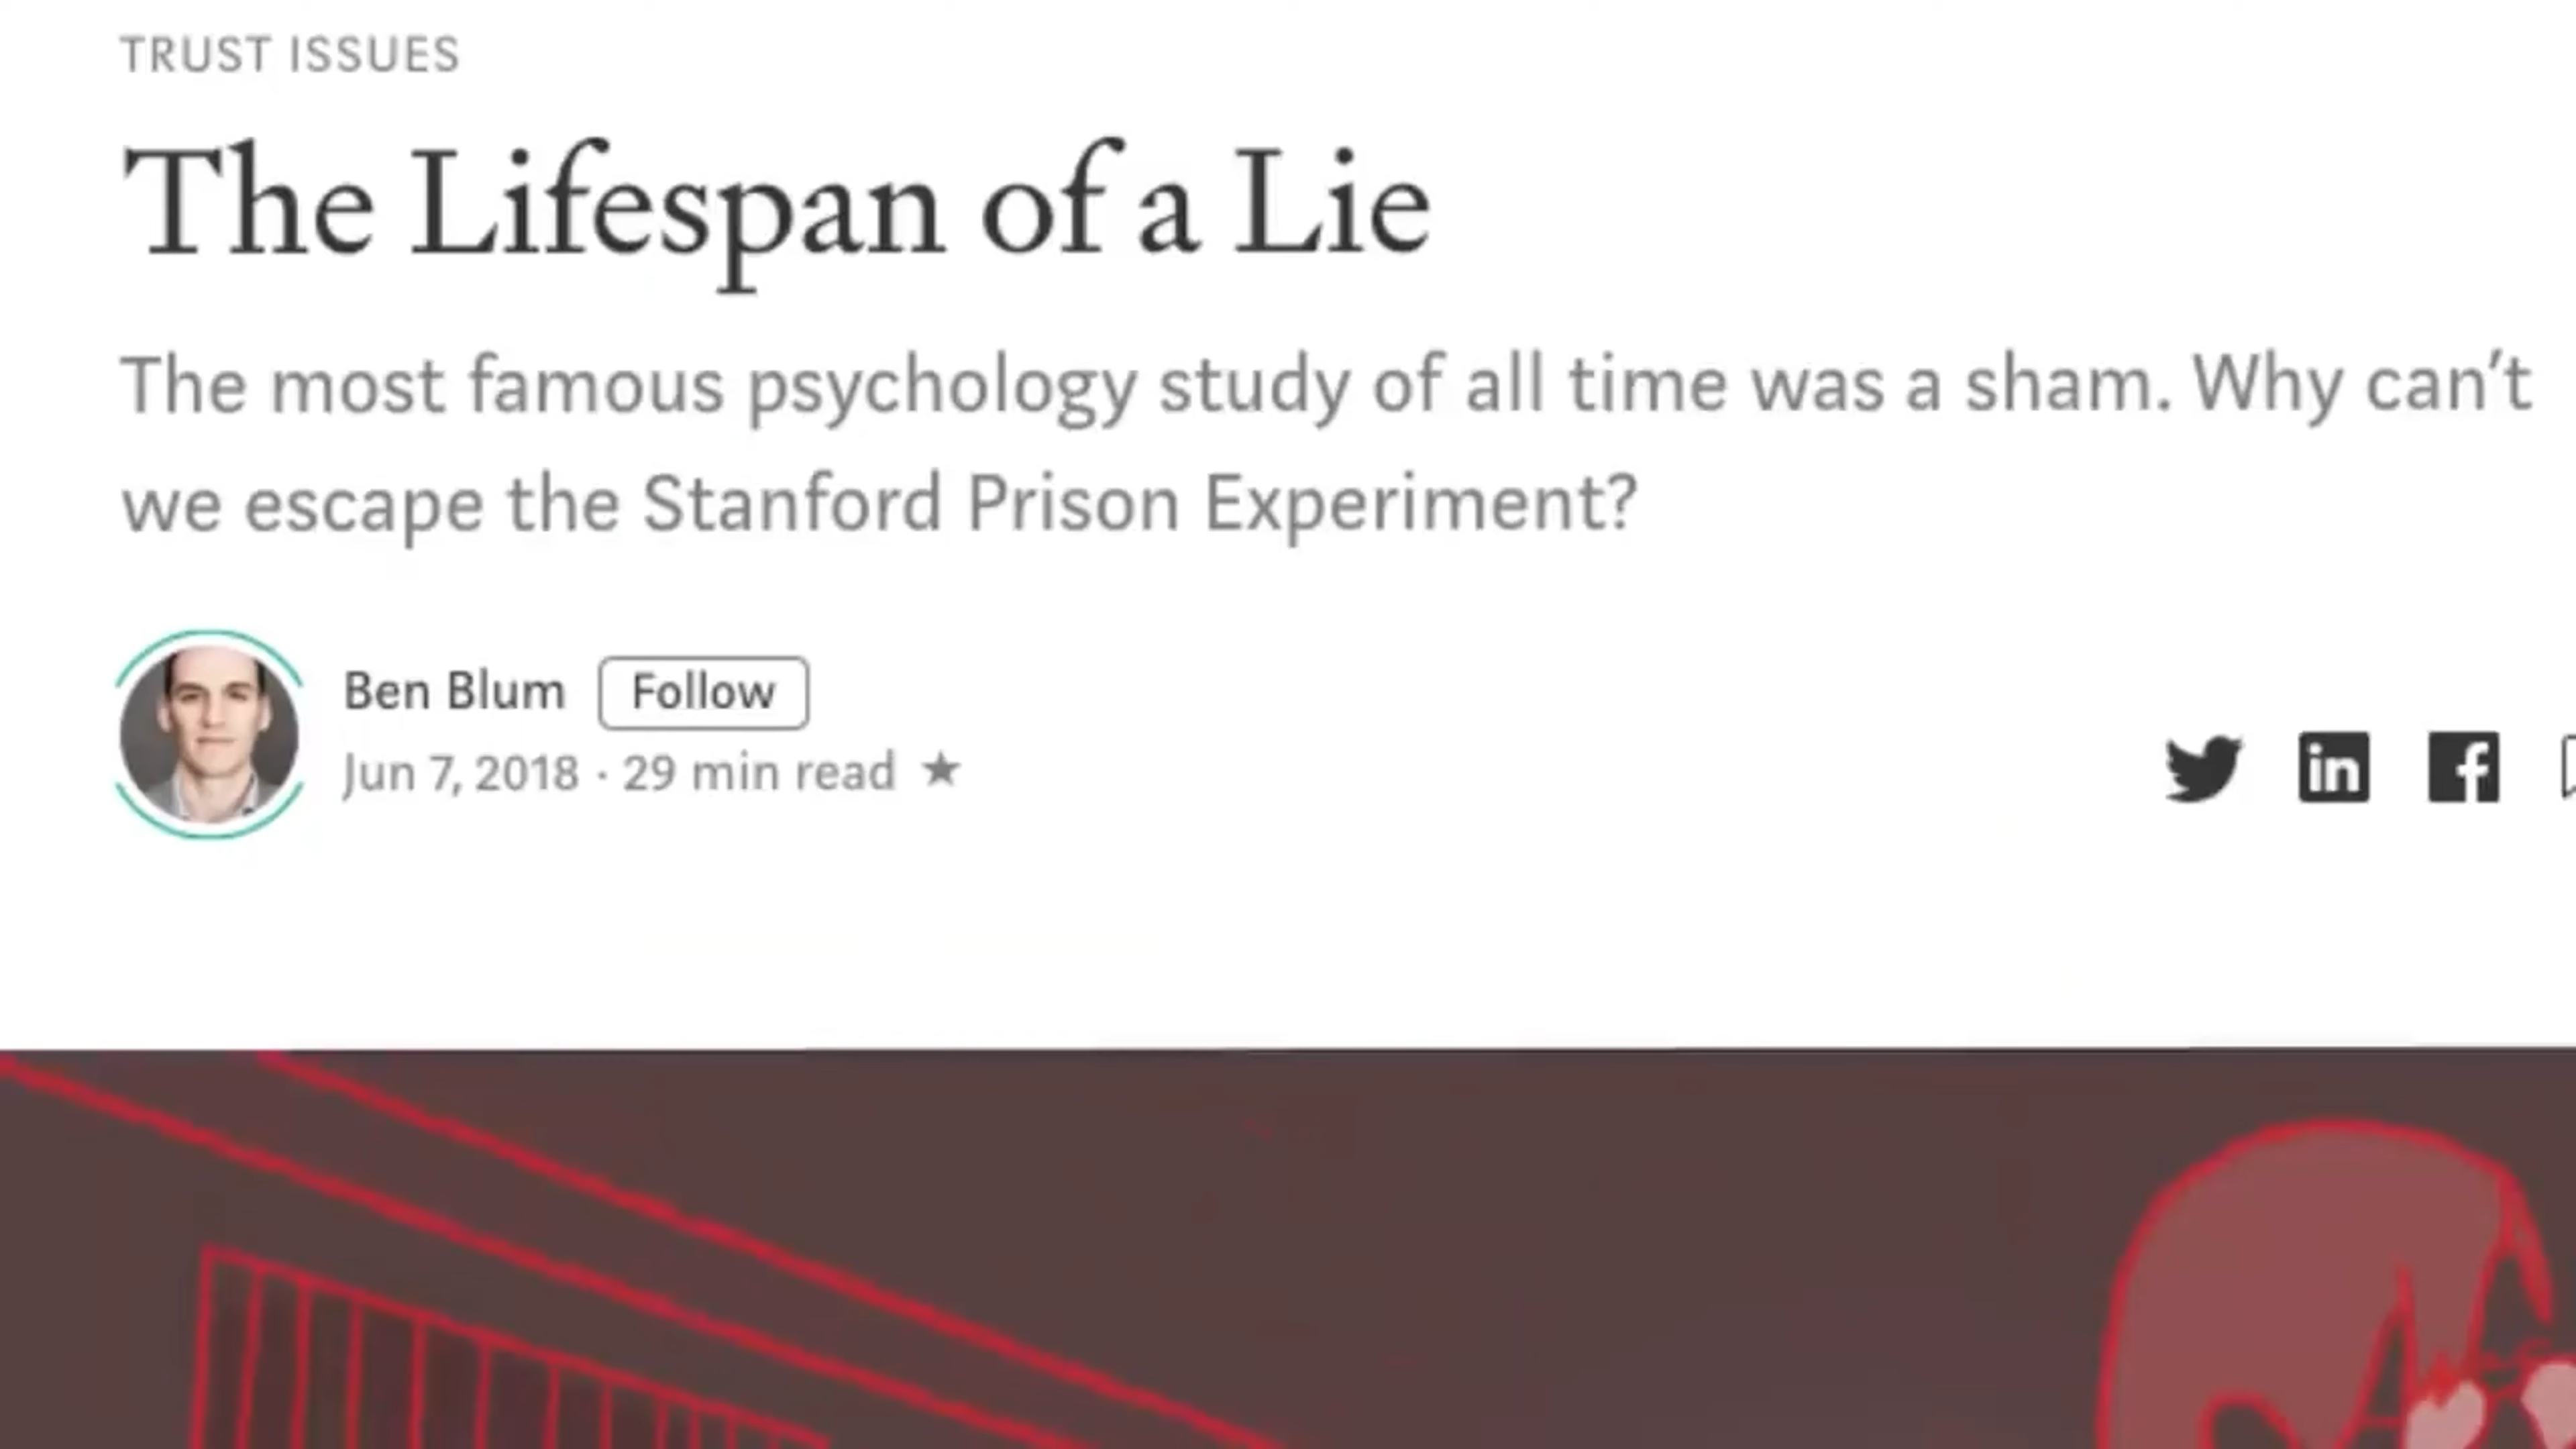 TRUST ISSUES
The Lifespan of a Lie
The most famous psychology study of all time was a sham. Why can’t
we escape the Stanford Prison Experiment?
Ben Blum Follow
Jun 7, 2018 · 29 min read ★